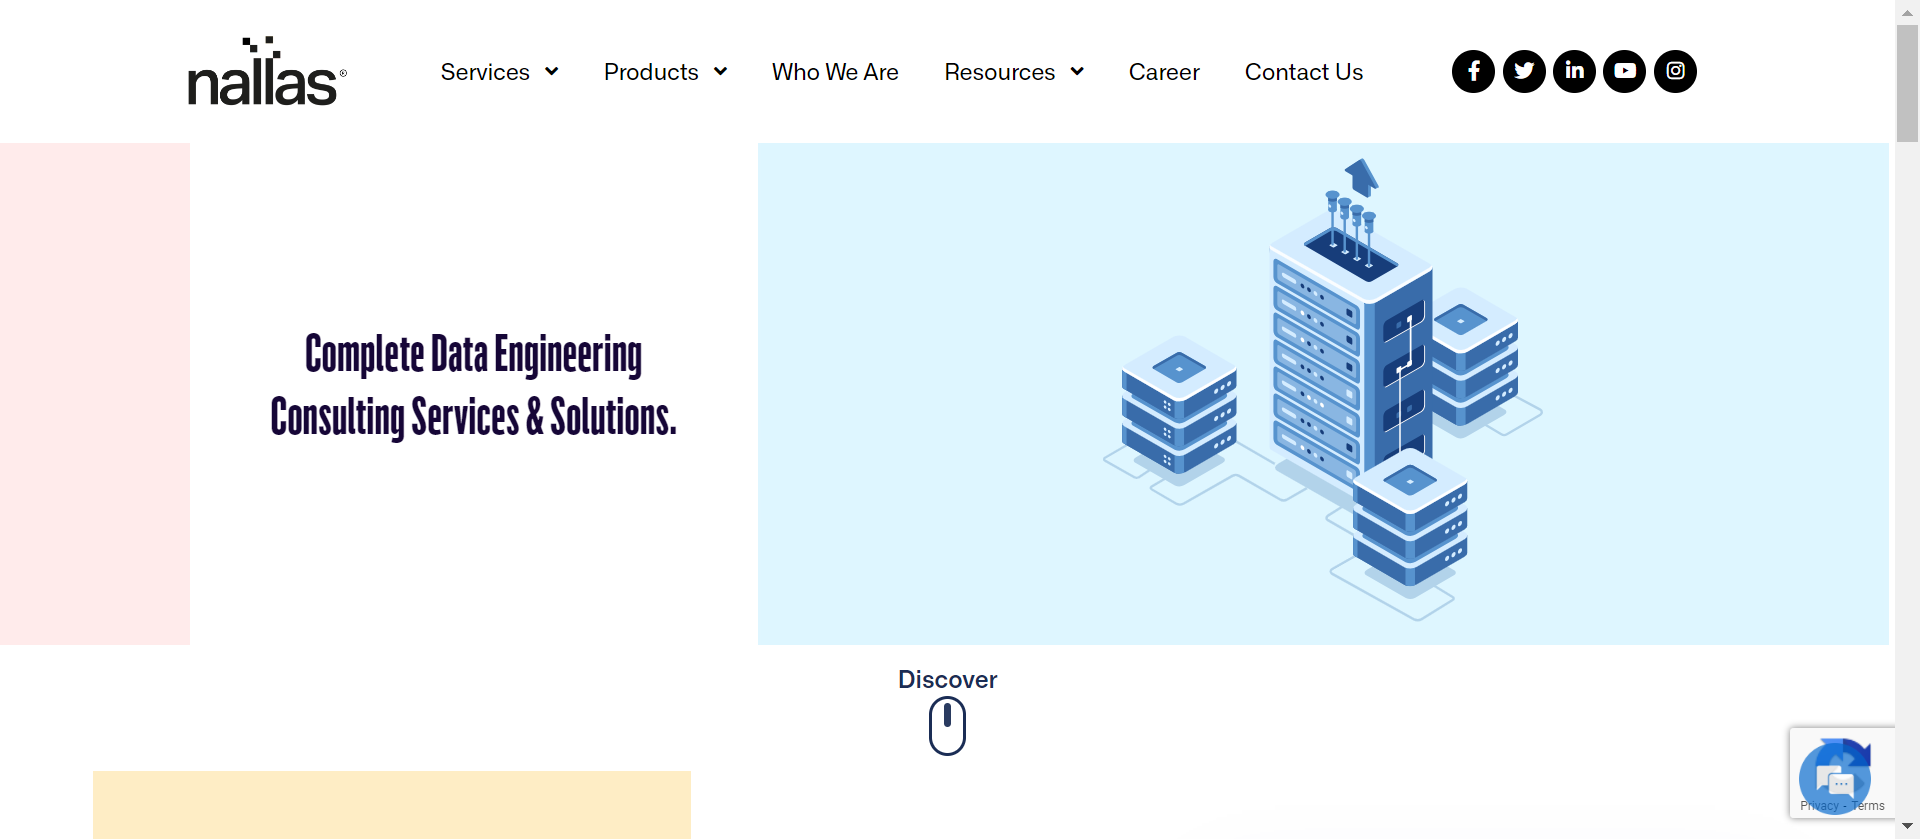 nallas®
Services
Products
Who We Are
Resources
Career
Contact Us
Complete Data Engineering
Consulting Services & Solutions.
Discover
Privacy - Terms